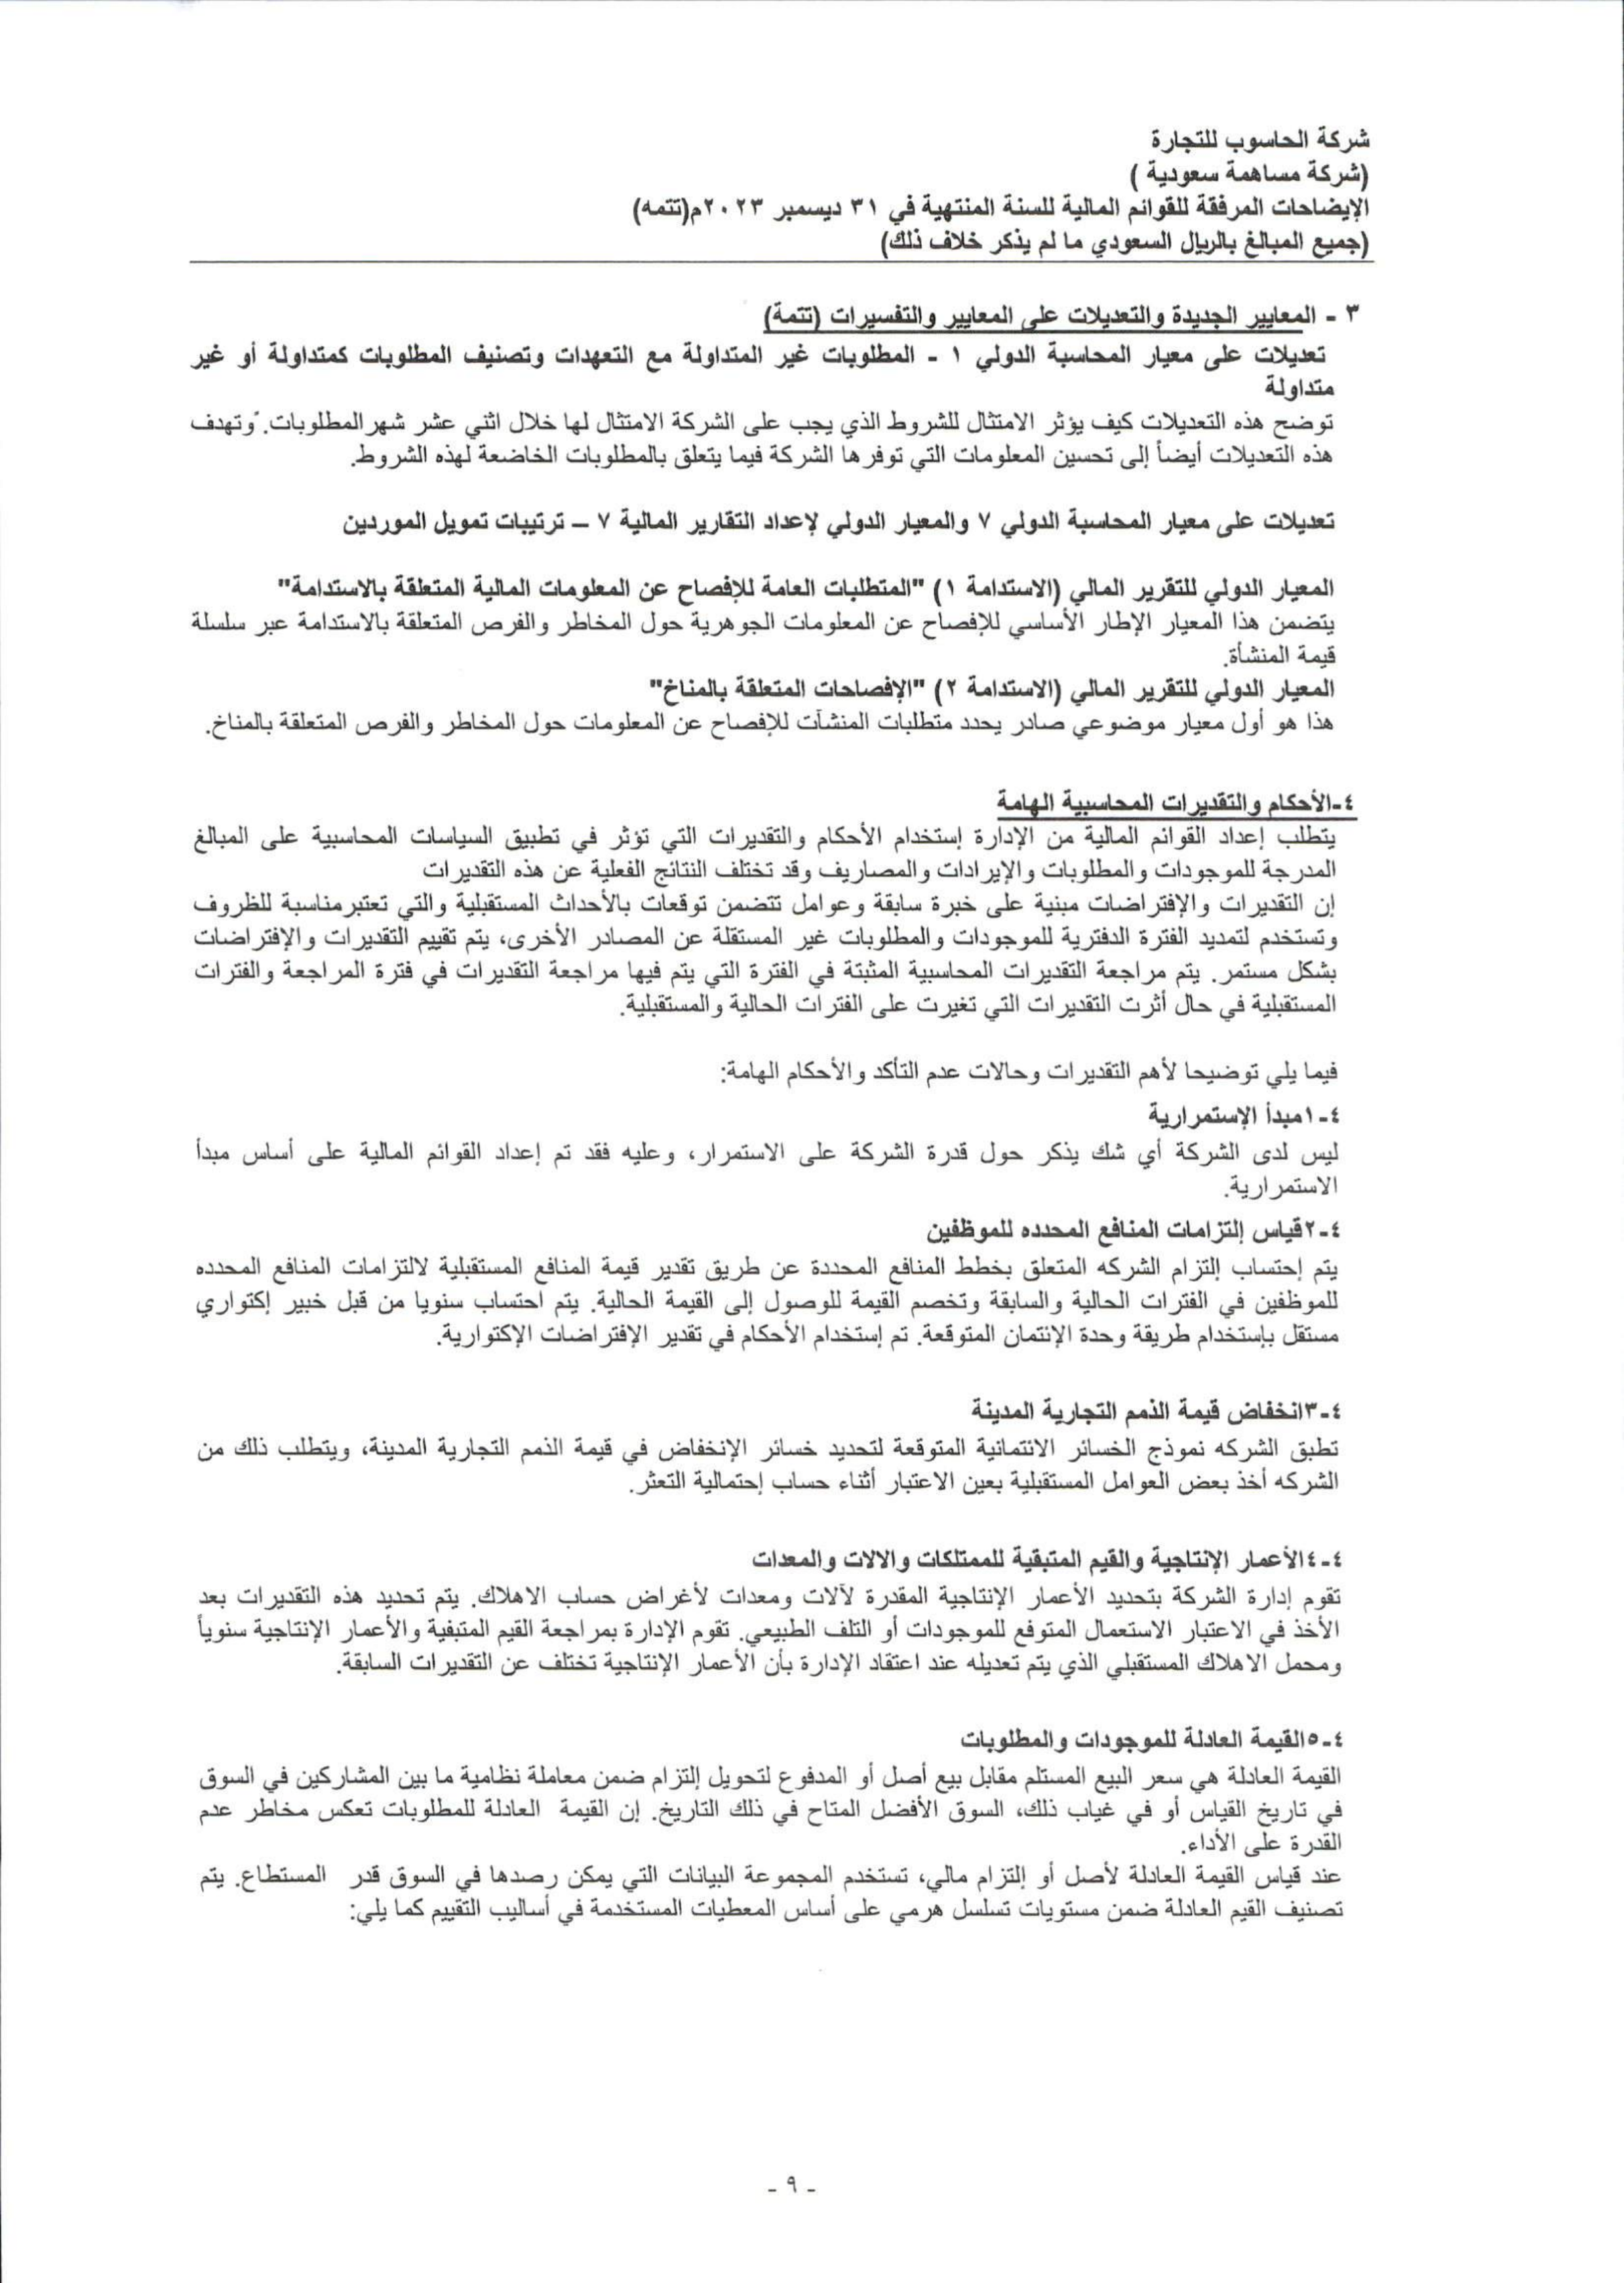 شركة الحاسوب للتجارة
(شركة مساهمة سعودية )
الإيضاحات المرفقة للقوائم المالية للسنة المنتهية في ٣١ ديسمبر ٢٠٢٣م(تتمه)
(جميع المبالغ بالريال السعودي ما لم يذكر خلاف ذلك)
٣ - المعايير الجديدة والتعديلات على المعايير والتفسيرات (تتمة)
تعديلات على معيار المحاسبة الدولي ١ - المطلوبات غير المتداولة مع التعهدات وتصنيف المطلوبات كمتداولة أو غير
متداولة
توضح هذه التعديلات كيف يؤثر الامتثال للشروط الذي يجب على الشركة الامتثال لها خلال اثني عشر شهر المطلوبات. ًوتهدف
هذه التعديلات أيضاً إلى تحسين المعلومات التي توفرها الشركة فيما يتعلق بالمطلوبات الخاضعة لهذه الشروط.
تعديلات على معيار المحاسبة الدولي ٧ والمعيار الدولي لإعداد التقارير المالية ٧ – ترتيبات تمويل الموردين
المعيار الدولي للتقرير المالي (الاستدامة ١) "المتطلبات العامة للإفصاح عن المعلومات المالية المتعلقة بالاستدامة"
يتضمن هذا المعيار الإطار الأساسي للإفصاح عن المعلومات الجوهرية حول المخاطر والفرص المتعلقة بالاستدامة عبر سلسلة
قيمة المنشأة.
المعيار الدولي للتقرير المالي (الاستدامة ٢) "الإفصاحات المتعلقة بالمناخ"
هذا هو أول معيار موضوعي صادر يحدد متطلبات المنشآت للإفصاح عن المعلومات حول المخاطر والفرص المتعلقة بالمناخ.
٤-الأحكام والتقديرات المحاسبية الهامة
يتطلب إعداد القوائم المالية من الإدارة إستخدام الأحكام والتقديرات التي تؤثر في تطبيق السياسات المحاسبية على المبالغ
المدرجة للموجودات والمطلوبات والإيرادات والمصاريف وقد تختلف النتائج الفعلية عن هذه التقديرات
إن التقديرات والإفتراضات مبنية على خبرة سابقة وعوامل تتضمن توقعات بالأحداث المستقبلية والتي تعتبرمناسبة للظروف
وتستخدم لتمديد الفترة الدفترية للموجودات والمطلوبات غير المستقلة عن المصادر الأخرى، يتم تقييم التقديرات والإفتراضات
بشكل مستمر. يتم مراجعة التقديرات المحاسبية المثبتة في الفترة التي يتم فيها مراجعة التقديرات في فترة المراجعة والفترات
المستقبلية في حال أثرت التقديرات التي تغيرت على الفترات الحالية والمستقبلية.
فيما يلي توضيحا لأهم التقديرات وحالات عدم التأكد والأحكام الهامة:
٤-١مبدأ الإستمرارية
ليس لدى الشركة أي شك يذكر حول قدرة الشركة على الاستمرار، وعليه فقد تم إعداد القوائم المالية على أساس مبدأ
الاستمرارية.
٤-٢قياس إلتزامات المنافع المحدده للموظفين
يتم إحتساب إلتزام الشركه المتعلق بخطط المنافع المحددة عن طريق تقدير قيمة المنافع المستقبلية لالتزامات المنافع المحدده
للموظفين في الفترات الحالية والسابقة وتخصم القيمة للوصول إلى القيمة الحالية. يتم احتساب سنويا من قبل خبير إكتواري
مستقل بإستخدام طريقة وحدة الإئتمان المتوقعة. تم إستخدام الأحكام في تقدير الإفتراضات الإكتوارية.
٤-٣انخفاض قيمة الذمم التجارية المدينة
تطبق الشركه نموذج الخسائر الائتمانية المتوقعة لتحديد خسائر الإنخفاض في قيمة الذمم التجارية المدينة، ويتطلب ذلك من
الشركه أخذ بعض العوامل المستقبلية بعين الاعتبار أثناء حساب إحتمالية التعثر.
٤-٤الأعمار الإنتاجية والقيم المتبقية للممتلكات والالات والمعدات
تقوم إدارة الشركة بتحديد الأعمار الإنتاجية المقدرة لآلات ومعدات لأغراض حساب الاهلاك. يتم تحديد هذه التقديرات بعد
الأخذ في الاعتبار الاستعمال المتوقع للموجودات أو التلف الطبيعي. تقوم الإدارة بمراجعة القيم المتبقية والأعمار الإنتاجية سنوياً
ومحمل الاهلاك المستقبلي الذي يتم تعديله عند اعتقاد الإدارة بأن الأعمار الإنتاجية تختلف عن التقديرات السابقة.
٤-٥القيمة العادلة للموجودات والمطلوبات
القيمة العادلة هي سعر البيع المستلم مقابل بيع أصل أو المدفوع لتحويل إلتزام ضمن معاملة نظامية ما بين المشاركين في السوق
في تاريخ القياس أو في غياب ذلك، السوق الأفضل المتاح في ذلك التاريخ. إن القيمة العادلة للمطلوبات تعكس مخاطر عدم
القدرة على الأداء.
عند قياس القيمة العادلة لأصل أو إلتزام مالي، تستخدم المجموعة البيانات التي يمكن رصدها في السوق قدر المستطاع. يتم
تصنيف القيم العادلة ضمن مستويات تسلسل هرمي على أساس المعطيات المستخدمة في أساليب التقييم كما يلي:
- ٩ -